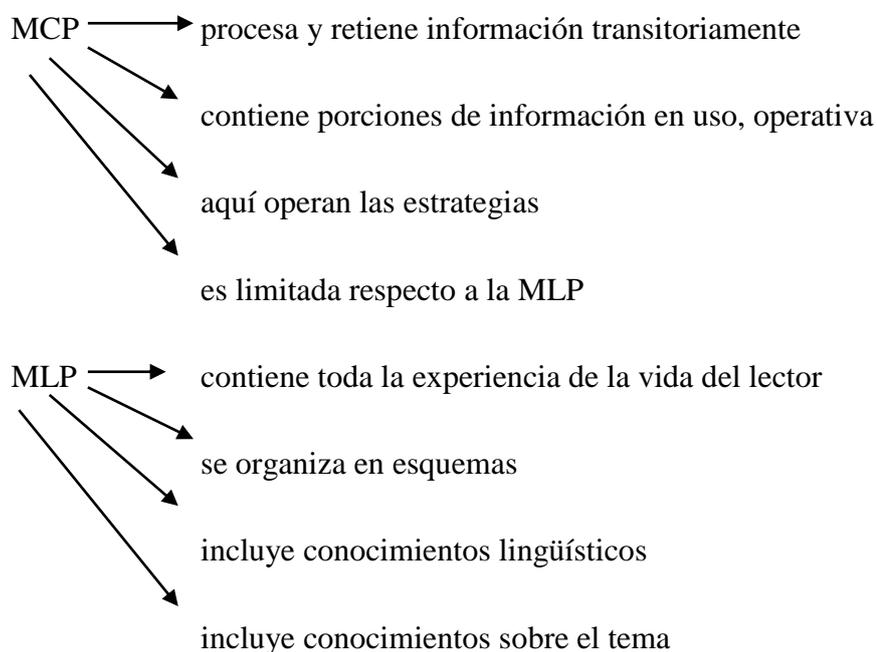 MCP procesa y retiene información transitoriamente
contiene porciones de información en uso, operativa
aquí operan las estrategias
es limitada respecto a la MLP
MLP contiene toda la experiencia de la vida del lector
se organiza en esquemas
incluye conocimientos lingüísticos
incluye conocimientos sobre el tema